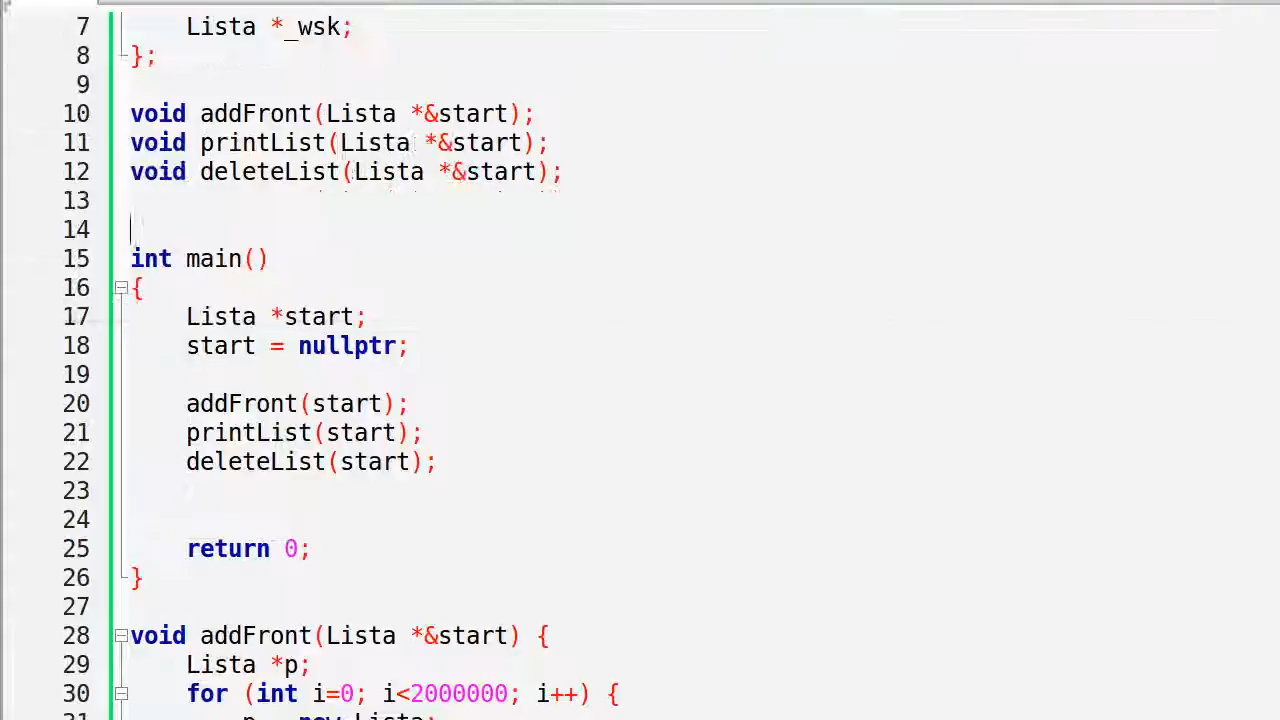 7 Lista *_wsk;
8 };
9
10 void addFront(Lista *&start);
11 void printList(Lista *&start);
12 void deleteList(Lista *&start);
13
14
15 int main()
16 {
17 Lista *start;
18 start = nullptr;
19
20 addFront(start);
21 printList(start);
22 deleteList(start);
23
24
25 return 0;
26 }
27
28 void addFront(Lista *&start) {
29 Lista *p;
30 for (int i=0; i<2000000; i++) {
31 p = new Lista;